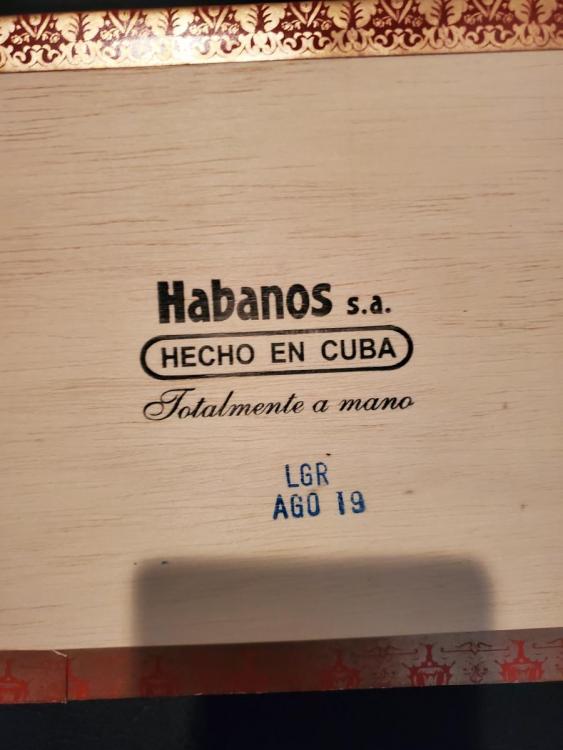 Habanos s.a.
HECHO EN CUBA
Totalmente a mano
LGR
AGO 19